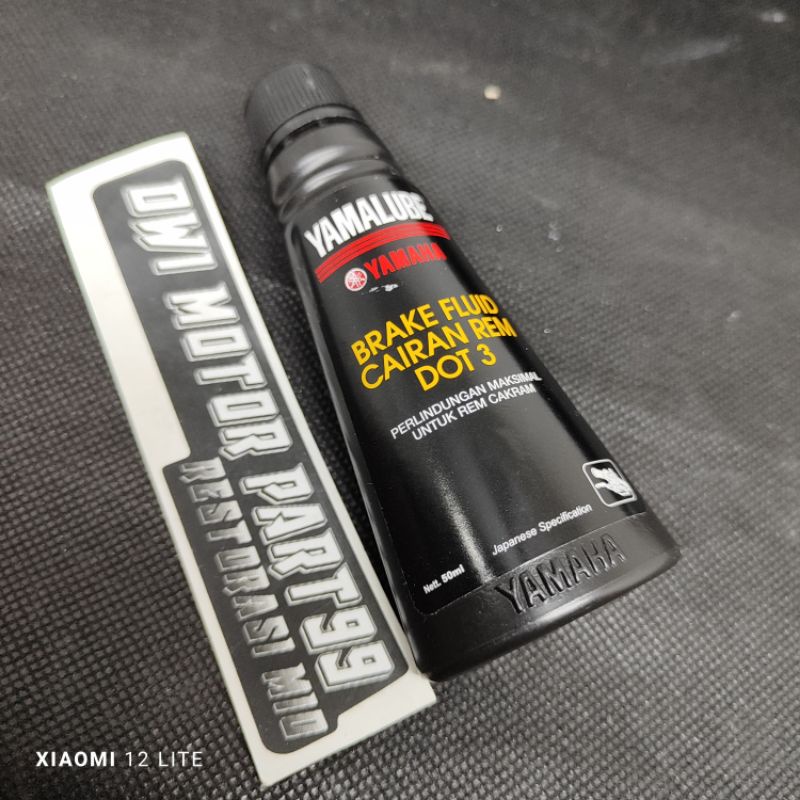 DWI MOTOR PART99
RESTORASI MIO
YAMALUBE
YAMAHA
BRAKE FLUID
CAIRAN REM
DOT 3
PERLINDUNGAN MAKSIMAL
UNTUK REM CAKRAM
Japanese Specification
Nett. 50ml
YAMAHA
XIAOMI 12 LITE